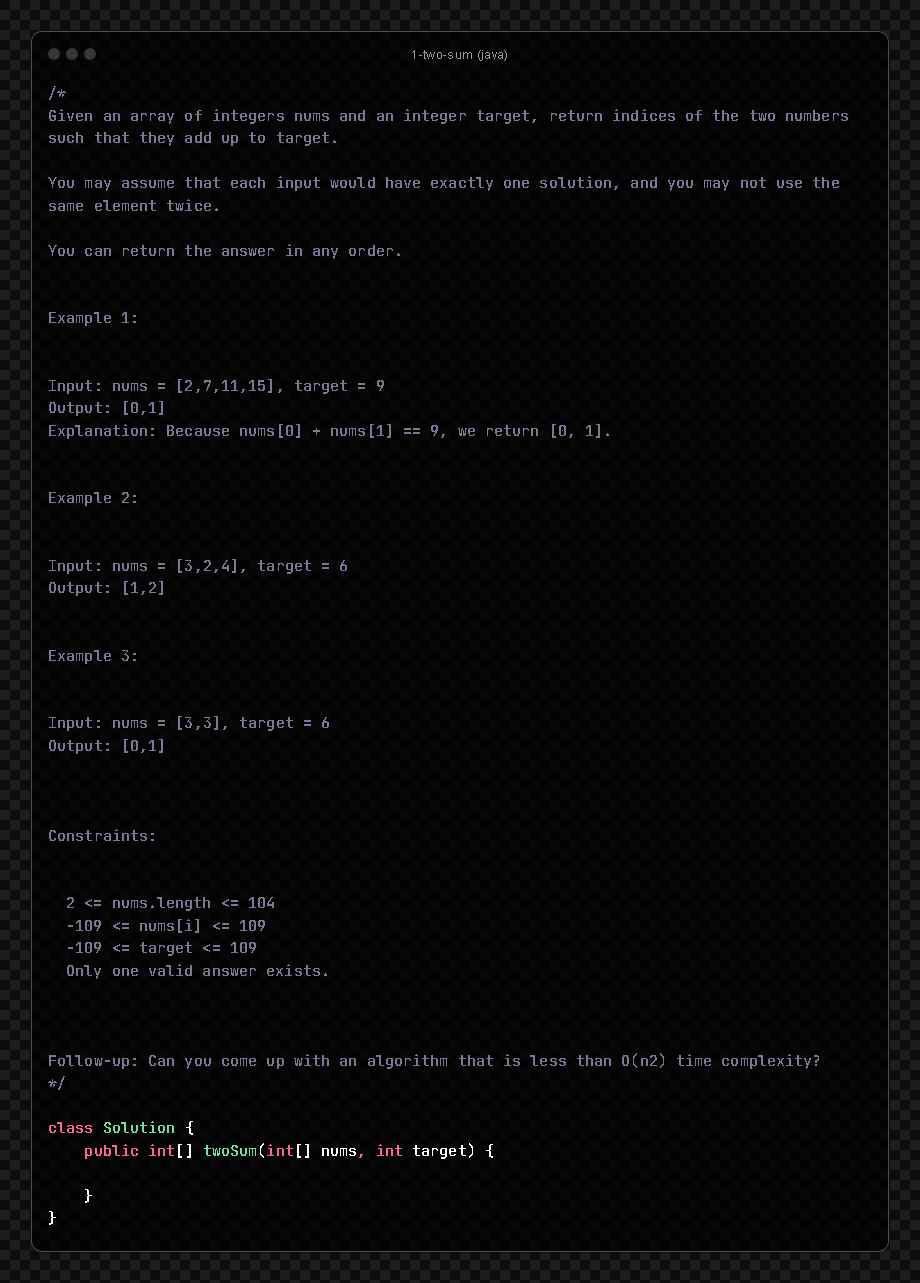 1-two-sum (java)
/*
Given an array of integers nums and an integer target, return indices of the two numbers
such that they add up to target.
You may assume that each input would have exactly one solution, and you may not use the
same element twice.
You can return the answer in any order.
Example 1:
Input: nums = [2,7,11,15], target = 9
Output: [0,1]
Explanation: Because nums[0] + nums[1] == 9, we return [0, 1].
Example 2:
Input: nums = [3,2,4], target = 6
Output: [1,2]
Example 3:
Input: nums = [3,3], target = 6
Output: [0,1]
Constraints:
  2 <= nums.length <= 104
  -109 <= nums[i] <= 109
  -109 <= target <= 109
  Only one valid answer exists.
Follow-up: Can you come up with an algorithm that is less than O(n2) time complexity?
*/
class Solution {
    public int[] twoSum(int[] nums, int target) {
    }
}